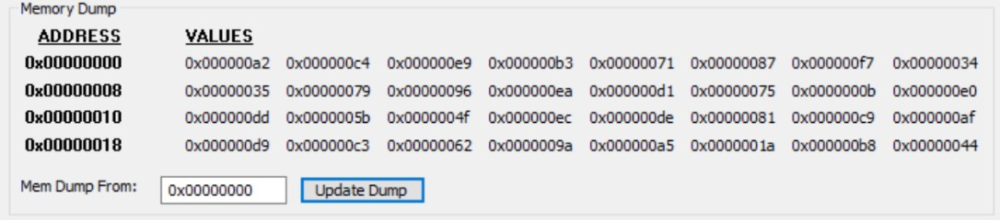 Memory Dump
ADDRESS VALUES
0x00000000 0x000000a2 0x000000c4 0x000000e9 0x000000b3 0x00000071 0x00000087 0x000000f7 0x00000034
0x00000008 0x00000035 0x00000079 0x00000096 0x000000ea 0x000000d1 0x00000075 0x0000000b 0x000000e0
0x00000010 0x000000dd 0x0000005b 0x0000004f 0x000000ec 0x000000de 0x00000081 0x000000c9 0x000000af
0x00000018 0x000000d9 0x000000c3 0x00000062 0x0000009a 0x000000a5 0x0000001a 0x000000b8 0x00000044
Mem Dump From: 0x00000000 Update Dump